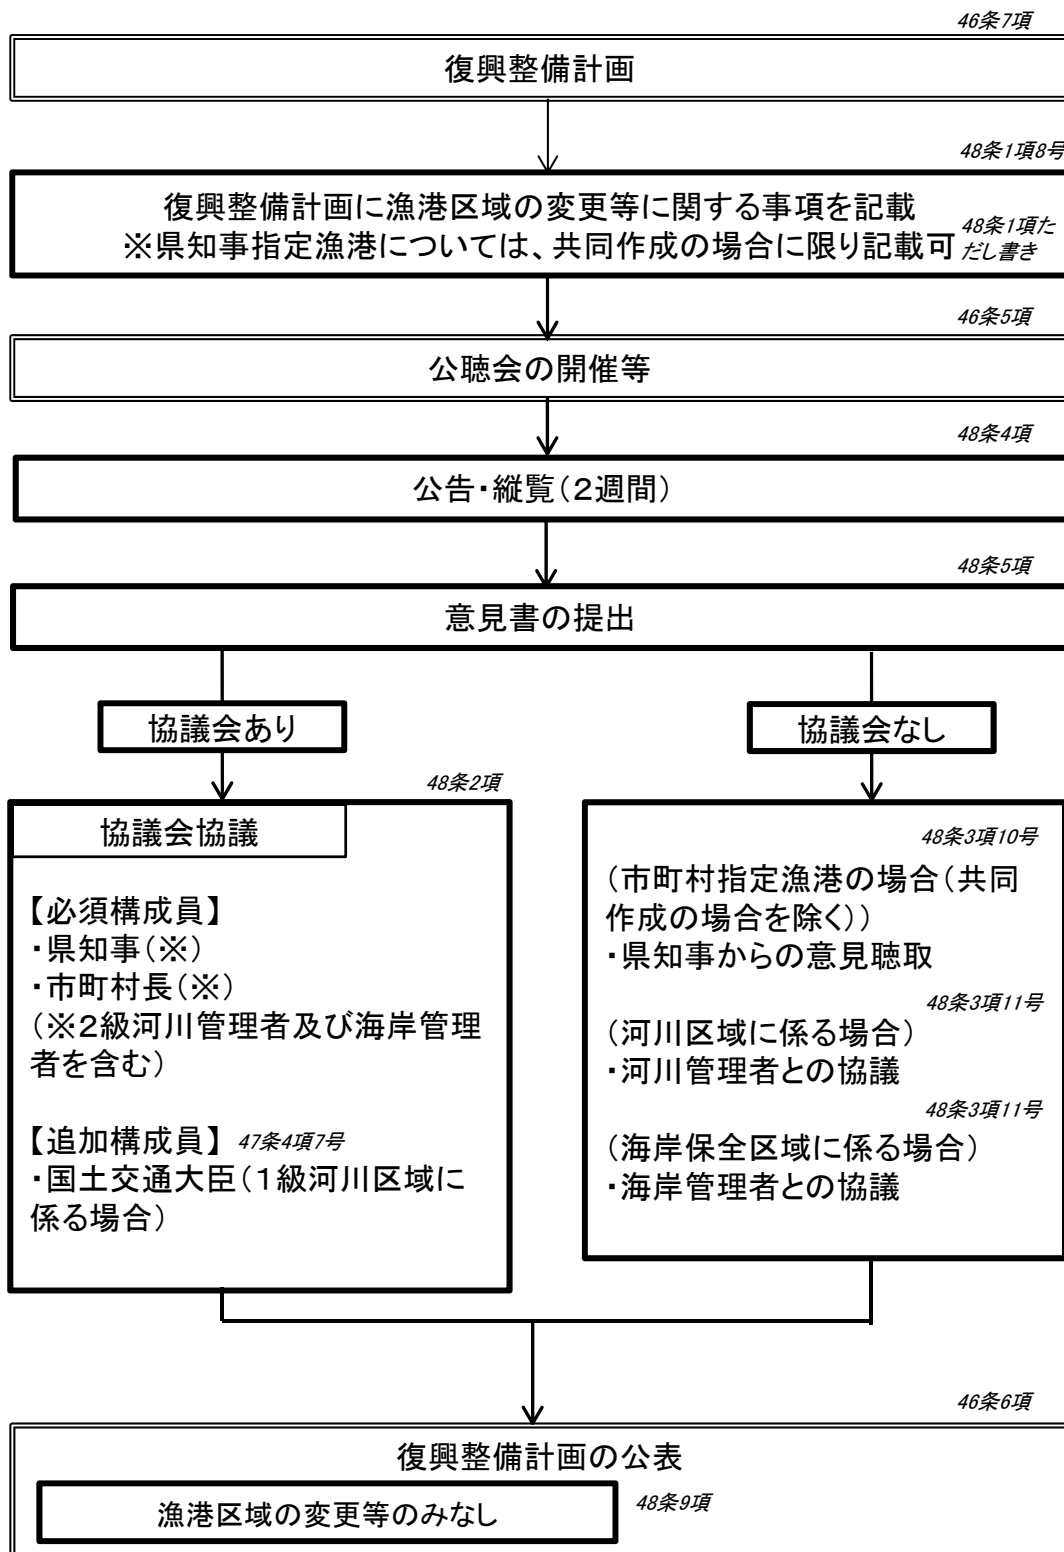 46条7項
復興整備計画
48条1項8号
復興整備計画に漁港区域の変更等に関する事項を記載
※県知事指定漁港については、共同作成の場合に限り記載可
48条1項た
だし書き
46条5項
公聴会の開催等
48条4項
公告・縦覧(2週間)
48条5項
意見書の提出
協議会あり
協議会なし
48条2項
協議会協議
【必須構成員】
・県知事(※)
・市町村長(※)
(※2級河川管理者及び海岸管理
者を含む)
【追加構成員】 47条4項7号
・国土交通大臣(1級河川区域に
係る場合)
48条3項10号
(市町村指定漁港の場合(共同
作成の場合を除く))
・県知事からの意見聴取
48条3項11号
(河川区域に係る場合)
・河川管理者との協議
48条3項11号
(海岸保全区域に係る場合)
・海岸管理者との協議
46条6項
復興整備計画の公表
漁港区域の変更等のみなし
48条9項